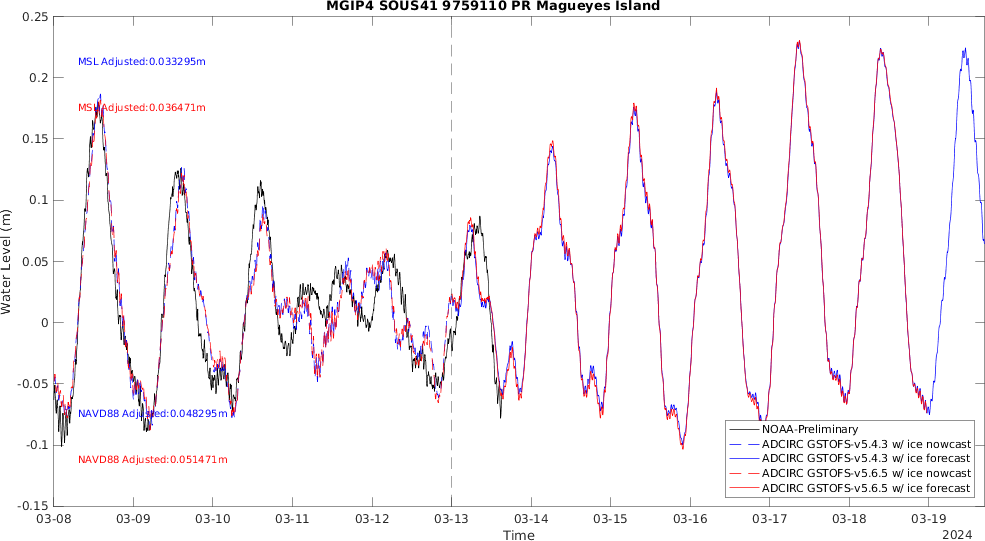 MGIP4 SOUS41 9759110 PR Magueyes Island
0.25
0.2
0.15
0.1
0.05
0
-0.05
-0.1
-0.15
Water Level (m)
MSL Adjusted:0.033295m
MSL Adjusted:0.036471m
NAVD88 Adjusted:0.048295m
NAVD88 Adjusted:0.051471m
NOAA-Preliminary
ADCIRC GSTOFS-v5.4.3 w/ ice nowcast
ADCIRC GSTOFS-v5.4.3 w/ ice forecast
ADCIRC GSTOFS-v5.6.5 w/ ice nowcast
ADCIRC GSTOFS-v5.6.5 w/ ice forecast
03-08 03-09 03-10 03-11 03-12 03-13 03-14 03-15 03-16 03-17 03-18 03-19
Time
2024